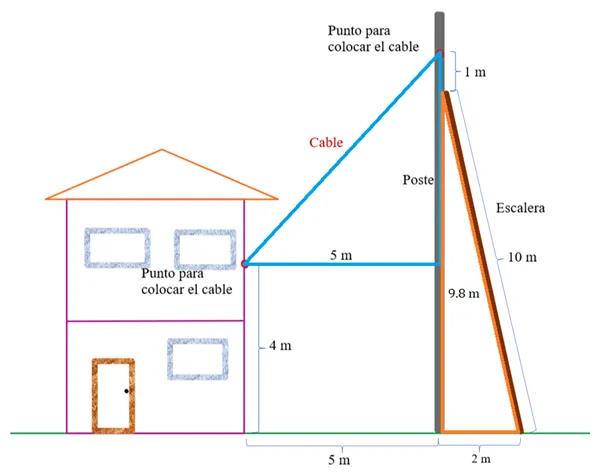 Punto para
colocar el cable
1 m
Cable
Poste
Escalera
5 m
10 m
Punto para
colocar el cable
9.8 m
4 m
5 m
2 m